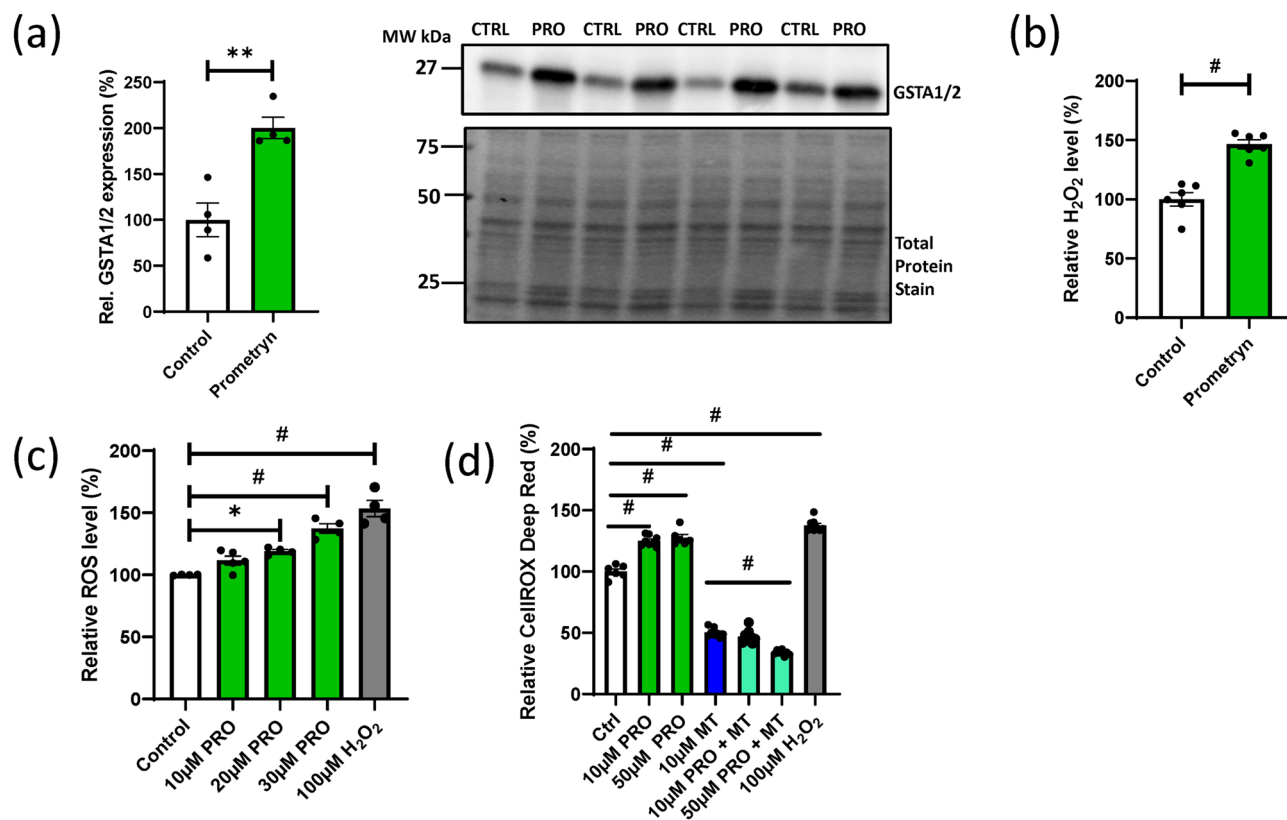 (a)
Rel. GSTA1/2 expression (%)
250
200
150
100
50
0
**
Control
Prometryn
MW kDa
CTRL PRO CTRL PRO CTRL PRO CTRL PRO
27
GSTA1/2
75
50
25
Total
Protein
Stain
(b)
Relative H₂O₂ level (%)
200
150
100
50
0
#
Control
Prometryn
(c)
Relative ROS level (%)
200
150
100
50
0
#
#
*
Control
10μM PRO
20μM PRO
30μM PRO
100μM H₂O₂
(d)
Relative CellROX Deep Red (%)
200
150
100
50
0
#
#
#
#
#
Ctrl
10μM PRO
50μM PRO
10μM MT
10μM PRO + MT
50μM PRO + MT
100μM H₂O₂